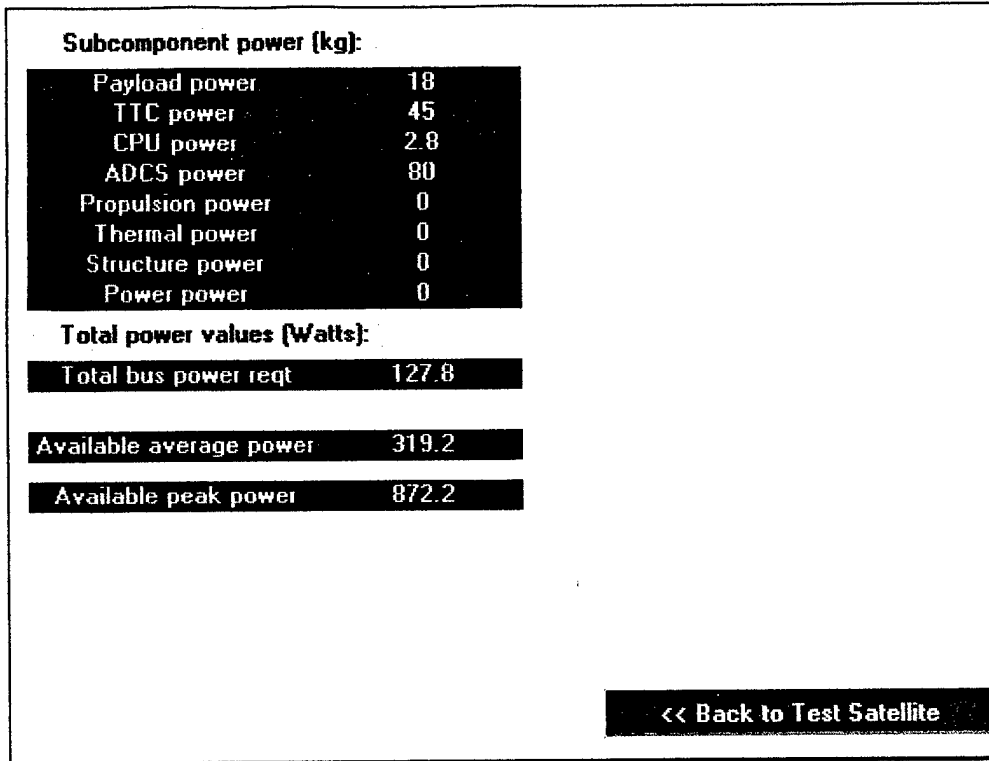 Subcomponent power (kg):
Payload power 18
TTC power 45
CPU power 2.8
ADCS power 80
Propulsion power 0
Thermal power 0
Structure power 0
Power power 0
Total power values (Watts):
Total bus power reqt 127.8
Available average power 319.2
Available peak power 872.2
<< Back to Test Satellite